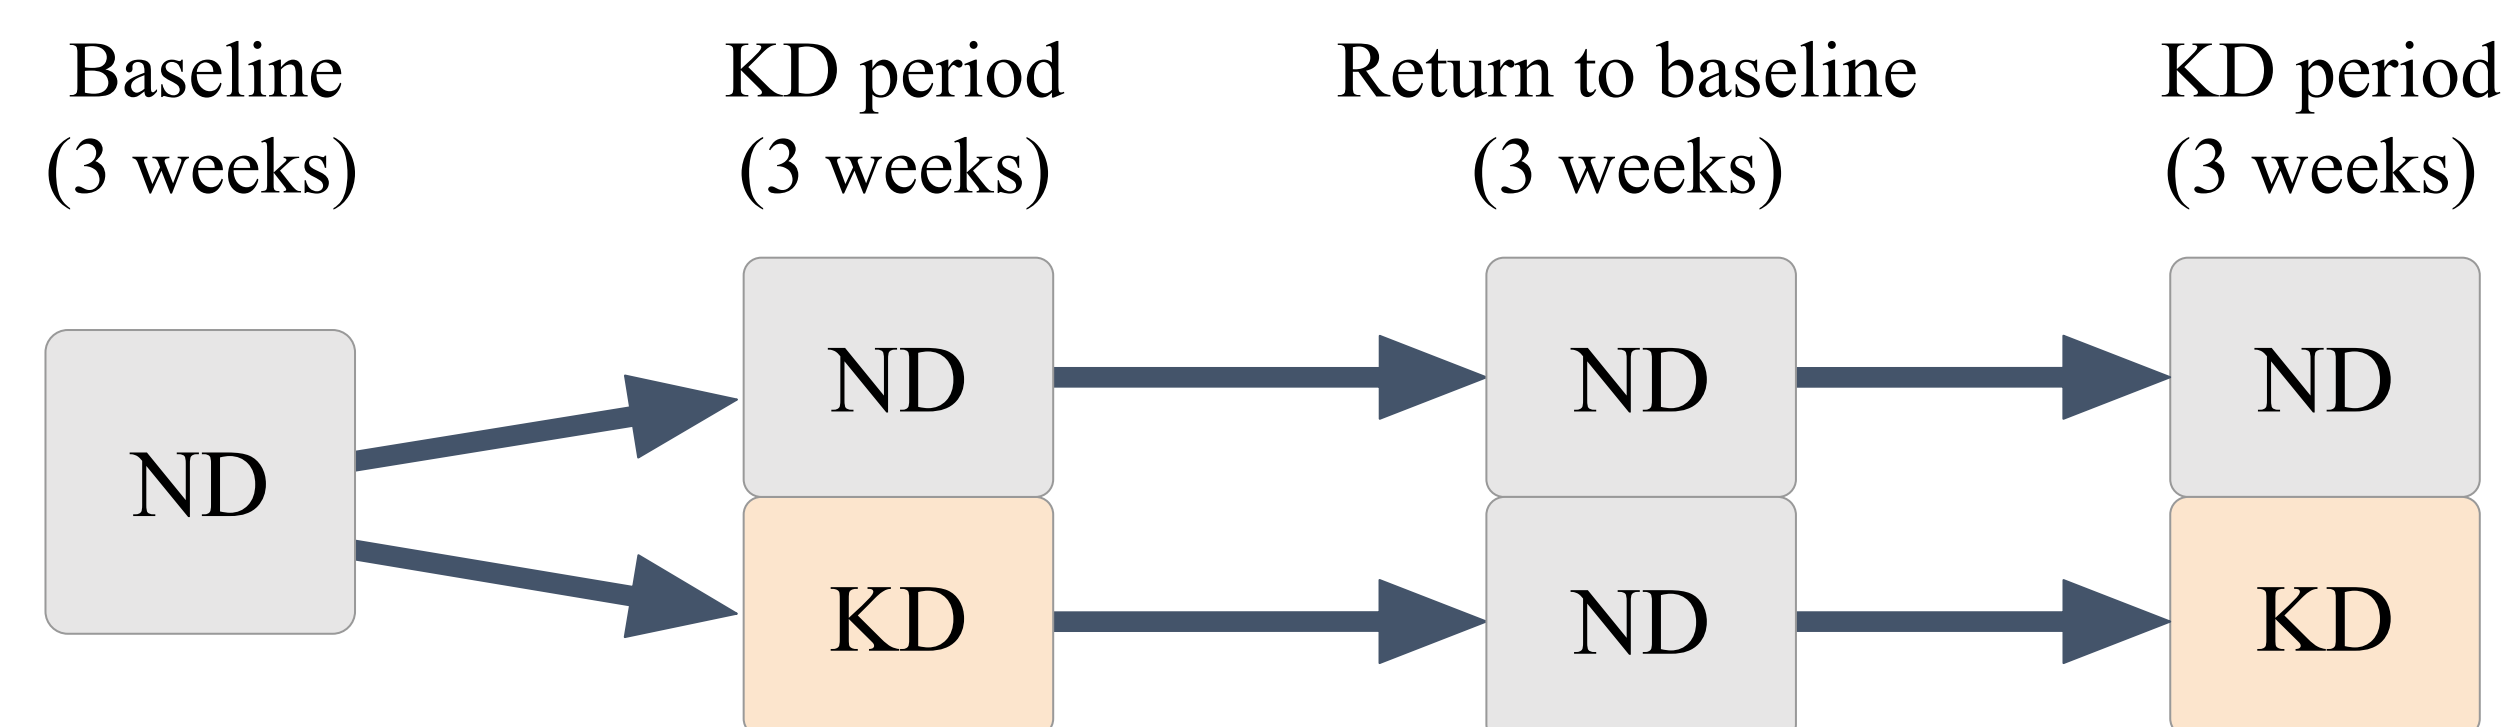 Baseline
(3 weeks)
KD period
(3 weeks)
Return to baseline
(3 weeks)
KD period
(3 weeks)
ND
ND
ND
ND
KD
ND
KD